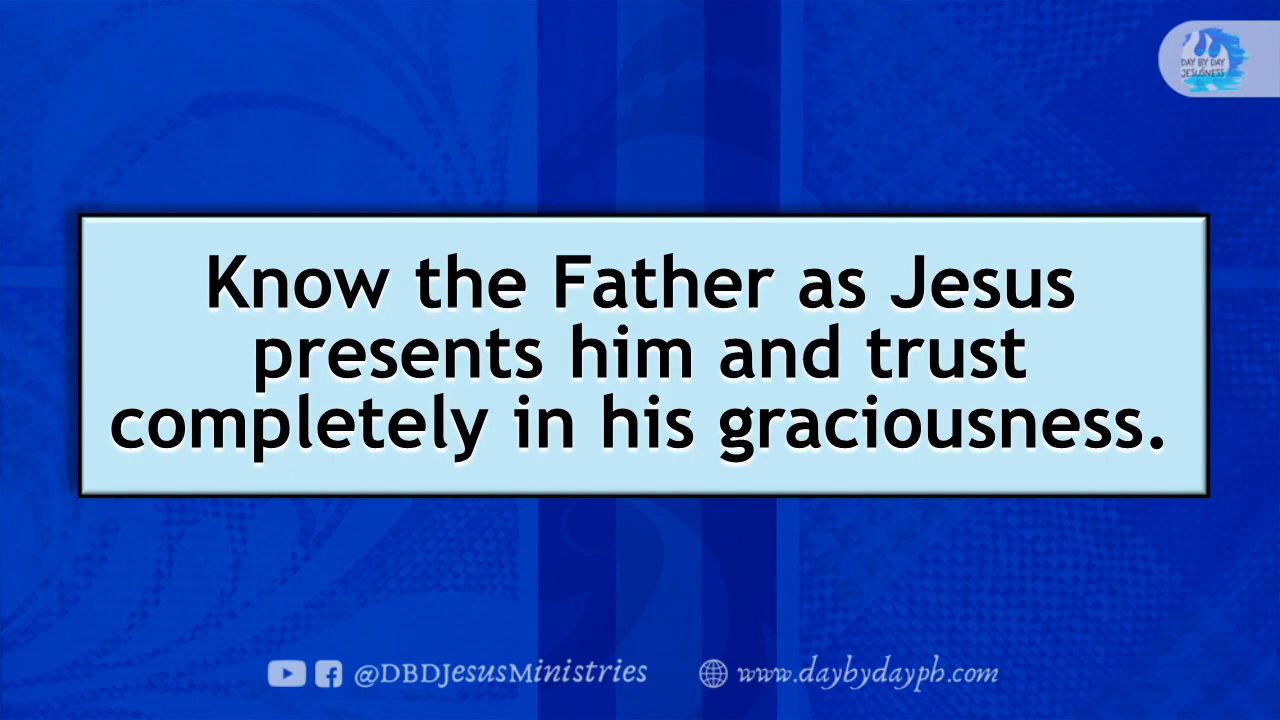 DAY BY DAY
JESUSNESS
Know the Father as Jesus
presents him and trust
completely in his graciousness.
@DBDJesusMinistries
www.daybydayph.com